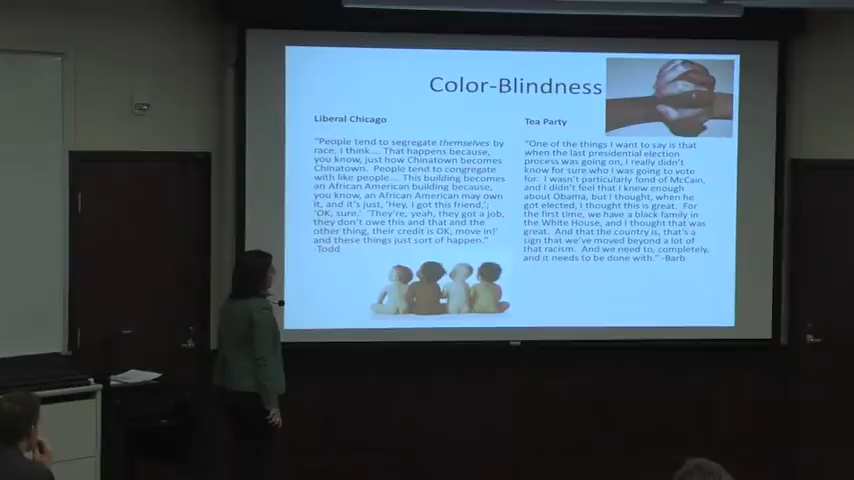 Color-Blindness
Liberal Chicago
"People tend to segregate themselves by
race, I think.... That happens because,
you know, just how Chinatown becomes
Chinatown. People tend to congregate
with like people.... This building becomes
an African American building because,
you know, an African American may own
it, and it's just, 'Hey, I got this friend,';
'OK, sure.' 'They're, yeah, they got a job,
they don't owe this and that and the
other thing, their credit is OK, move in!'
and these things just sort of happen."
-Todd
Tea Party
"One of the things I want to say is that
when the last presidential election
process was going on, I really didn't
know for sure who I was going to vote
for. I wasn't particularly fond of McCain,
and I didn't feel that I knew enough
about Obama, but I thought, when he
got elected, I thought this is great. For
the first time, we have a black family in
the White House, and I thought that was
great. And that the country is, that's a
sign that we've moved beyond a lot of
that racism. And we need to, completely,
and it needs to be done with." -Barb